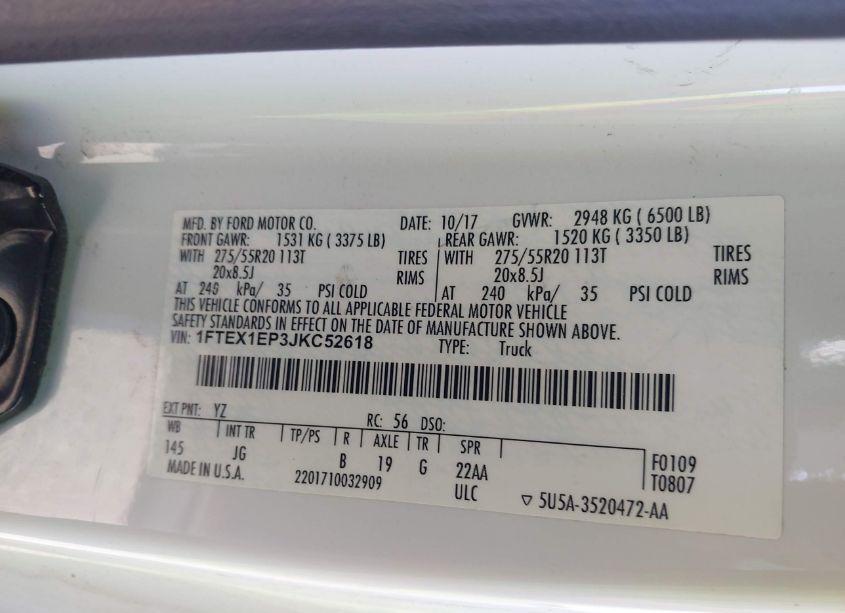 MFD. BY FORD MOTOR CO. DATE: 10/17 GVWR: 2948 KG ( 6500 LB)
FRONT GAWR: 1531 KG ( 3375 LB) REAR GAWR: 1520 KG ( 3350 LB)
WITH 275/55R20 113T TIRES WITH 275/55R20 113T TIRES
20x8.5J RIMS 20x8.5J RIMS
AT 240 kPa/ 35 PSI COLD AT 240 kPa/ 35 PSI COLD
THIS VEHICLE CONFORMS TO ALL APPLICABLE FEDERAL MOTOR VEHICLE
SAFETY STANDARDS IN EFFECT ON THE DATE OF MANUFACTURE SHOWN ABOVE.
VIN: 1FTEX1EP3JKC52618 TYPE: Truck
EXT PNT: YZ RC: 56 DSO:
WB INT TR TP/PS R AXLE TR SPR
145 JG B 19 G 22AA F0109
MADE IN U.S.A. 2201710032909 ULC T0807
▽ 5U5A-3520472-AA